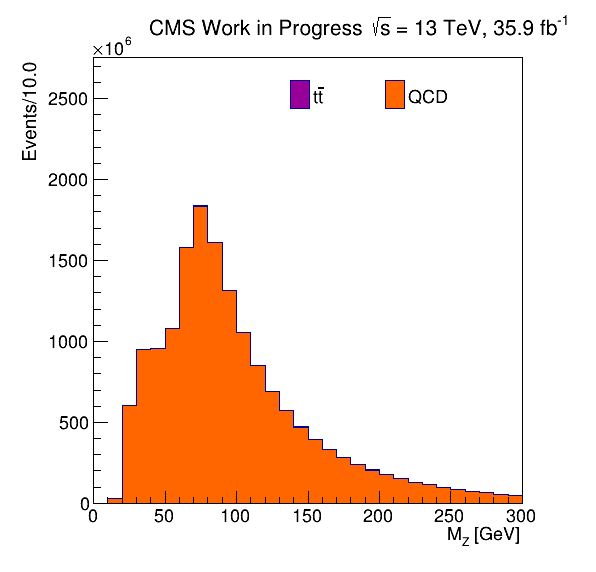 CMS Work in Progress √s = 13 TeV, 35.9 fb⁻¹
×10⁶
Events/10.0
tt̄
QCD
2500
2000
1500
1000
500
0
0 50 100 150 200 250 300
M_Z [GeV]